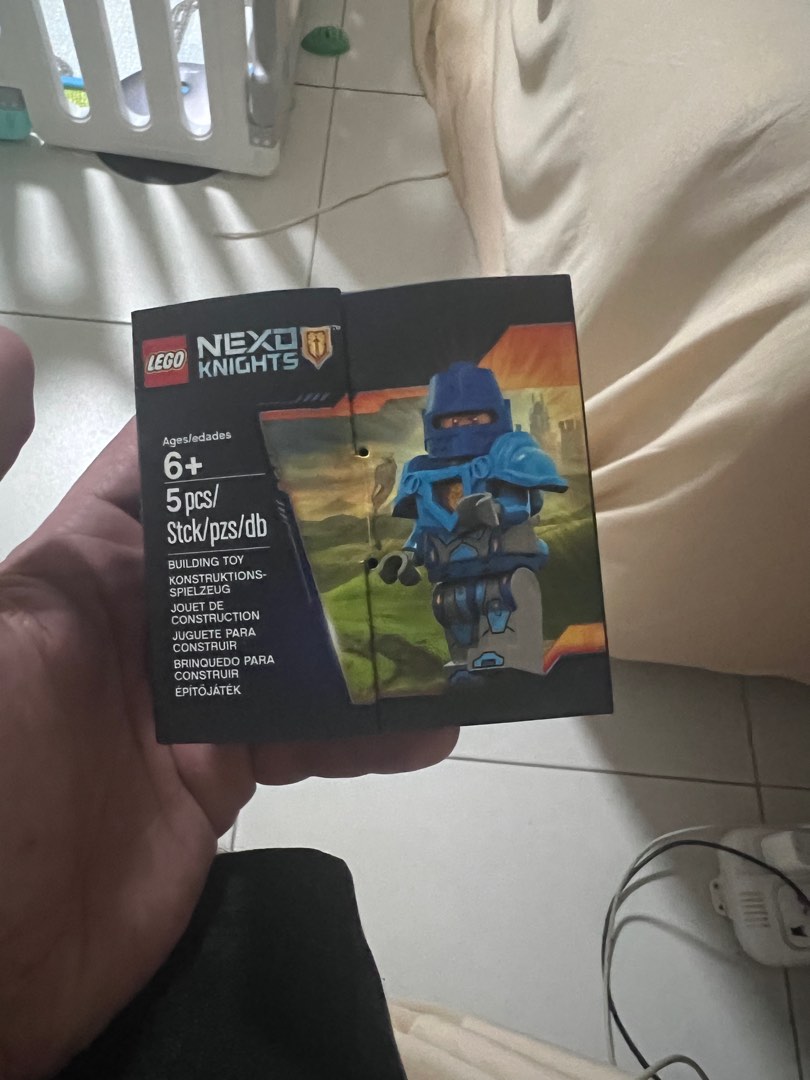 LEGO
NEXO
KNIGHTS
TM
Ages/edades
6+
5 pcs/
Stck/pzs/db
BUILDING TOY
KONSTRUKTIONS-
SPIELZEUG
JOUET DE
CONSTRUCTION
JUGUETE PARA
CONSTRUIR
BRINQUEDO PARA
CONSTRUIR
ÉPÍTŐJÁTÉK